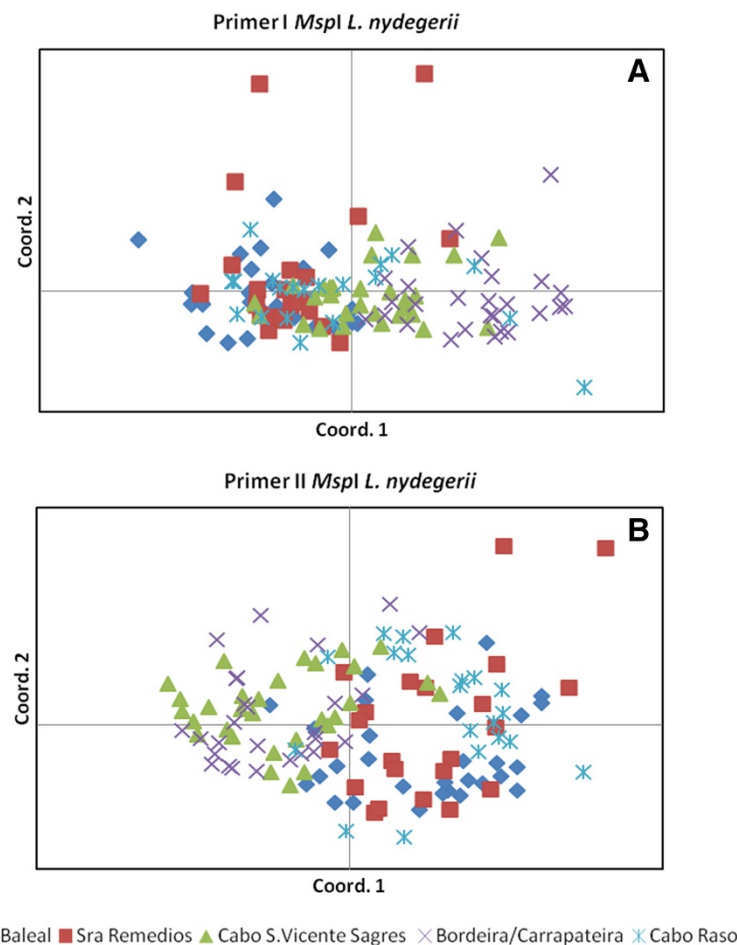 Primer I MspI L. nydegerii
A
Coord. 2
Coord. 1
Primer II MspI L. nydegerii
B
Coord. 2
Coord. 1
Baleal Sra Remedios Cabo S.Vicente Sagres Bordeira/Carrapateira Cabo Raso